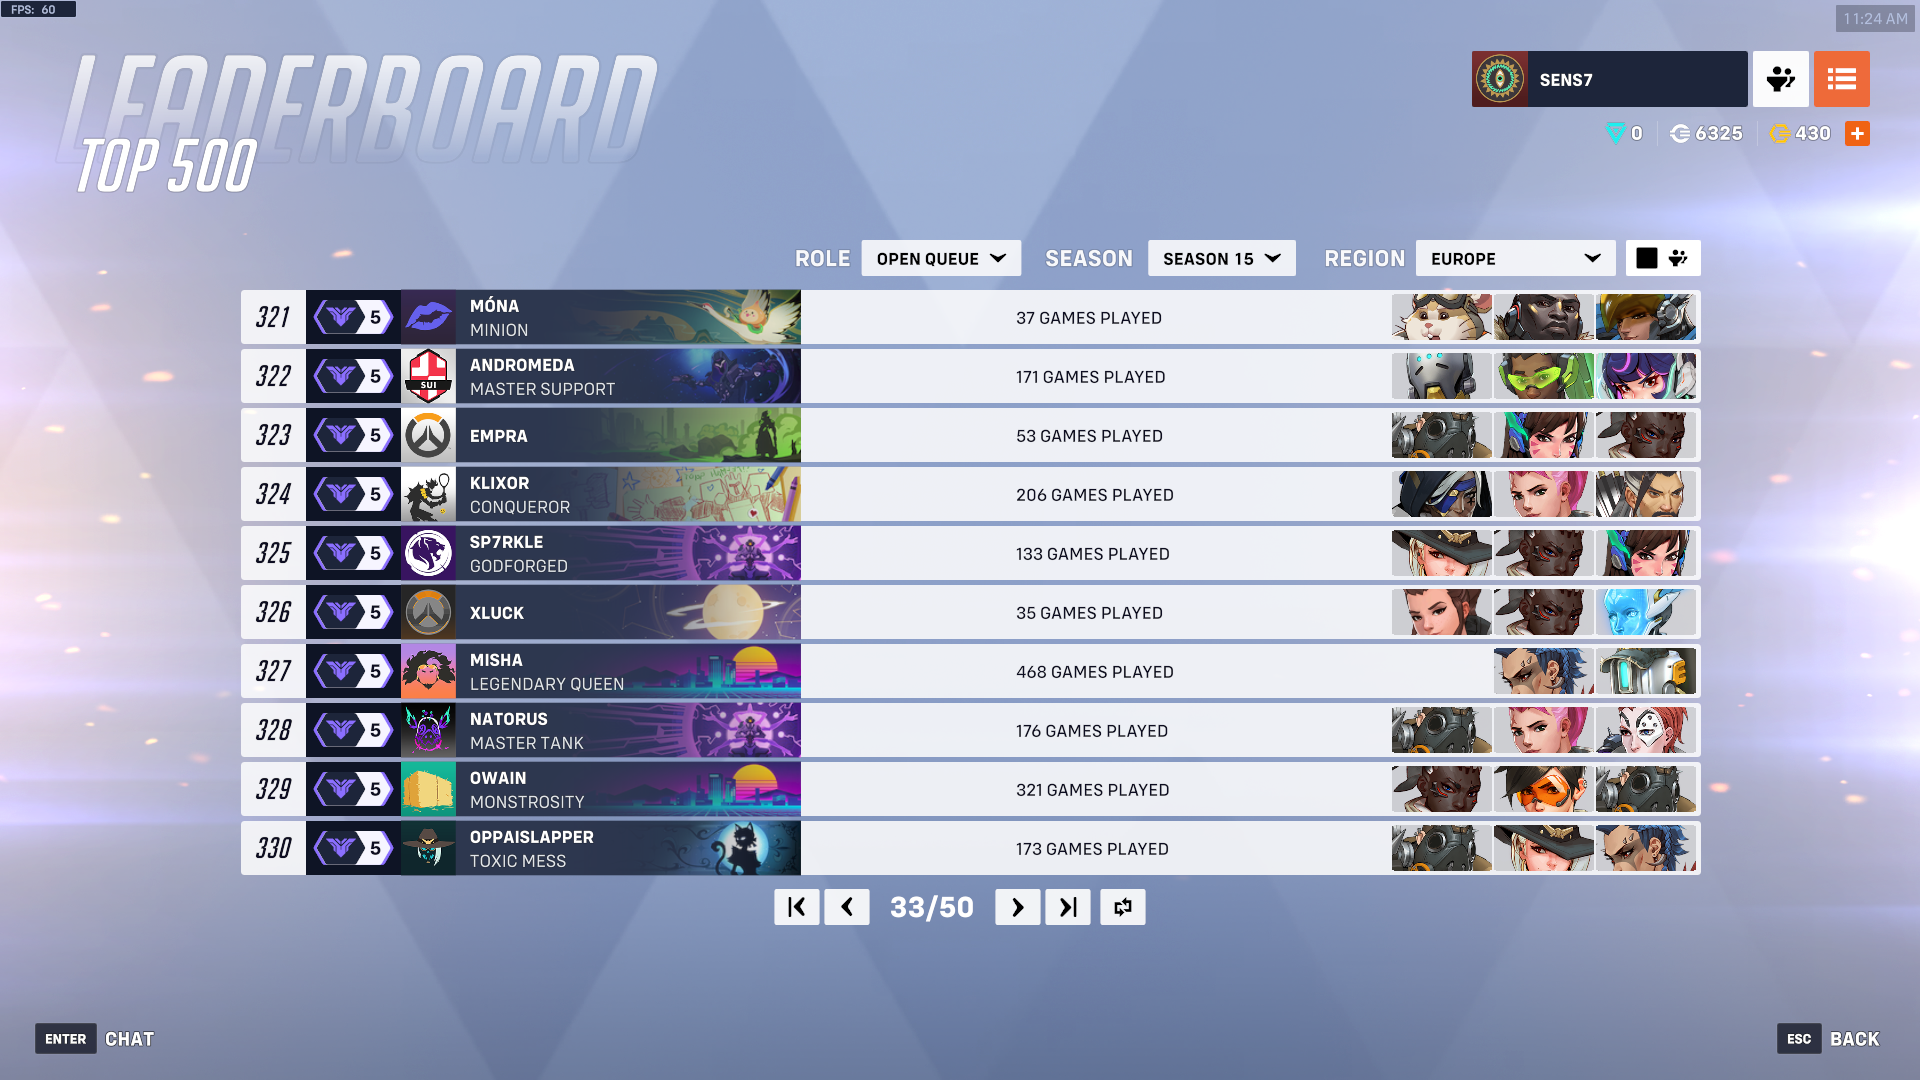 FPS: 60
11:24 AM
LEADERBOARD
TOP 500
SENS7
0 6325 430
ROLE OPEN QUEUE SEASON SEASON 15 REGION EUROPE
321 5 MÓNA MINION 37 GAMES PLAYED
322 5 SUI ANDROMEDA MASTER SUPPORT 171 GAMES PLAYED
323 5 EMPRA 53 GAMES PLAYED
324 5 KLIXOR CONQUEROR 206 GAMES PLAYED
325 5 SP7RKLE GODFORGED 133 GAMES PLAYED
326 5 XLUCK 35 GAMES PLAYED
327 5 MISHA LEGENDARY QUEEN 468 GAMES PLAYED
328 5 NATORUS MASTER TANK 176 GAMES PLAYED
329 5 OWAIN MONSTROSITY 321 GAMES PLAYED
330 5 OPPAISLAPPER TOXIC MESS 173 GAMES PLAYED
33/50
ENTER CHAT
ESC BACK